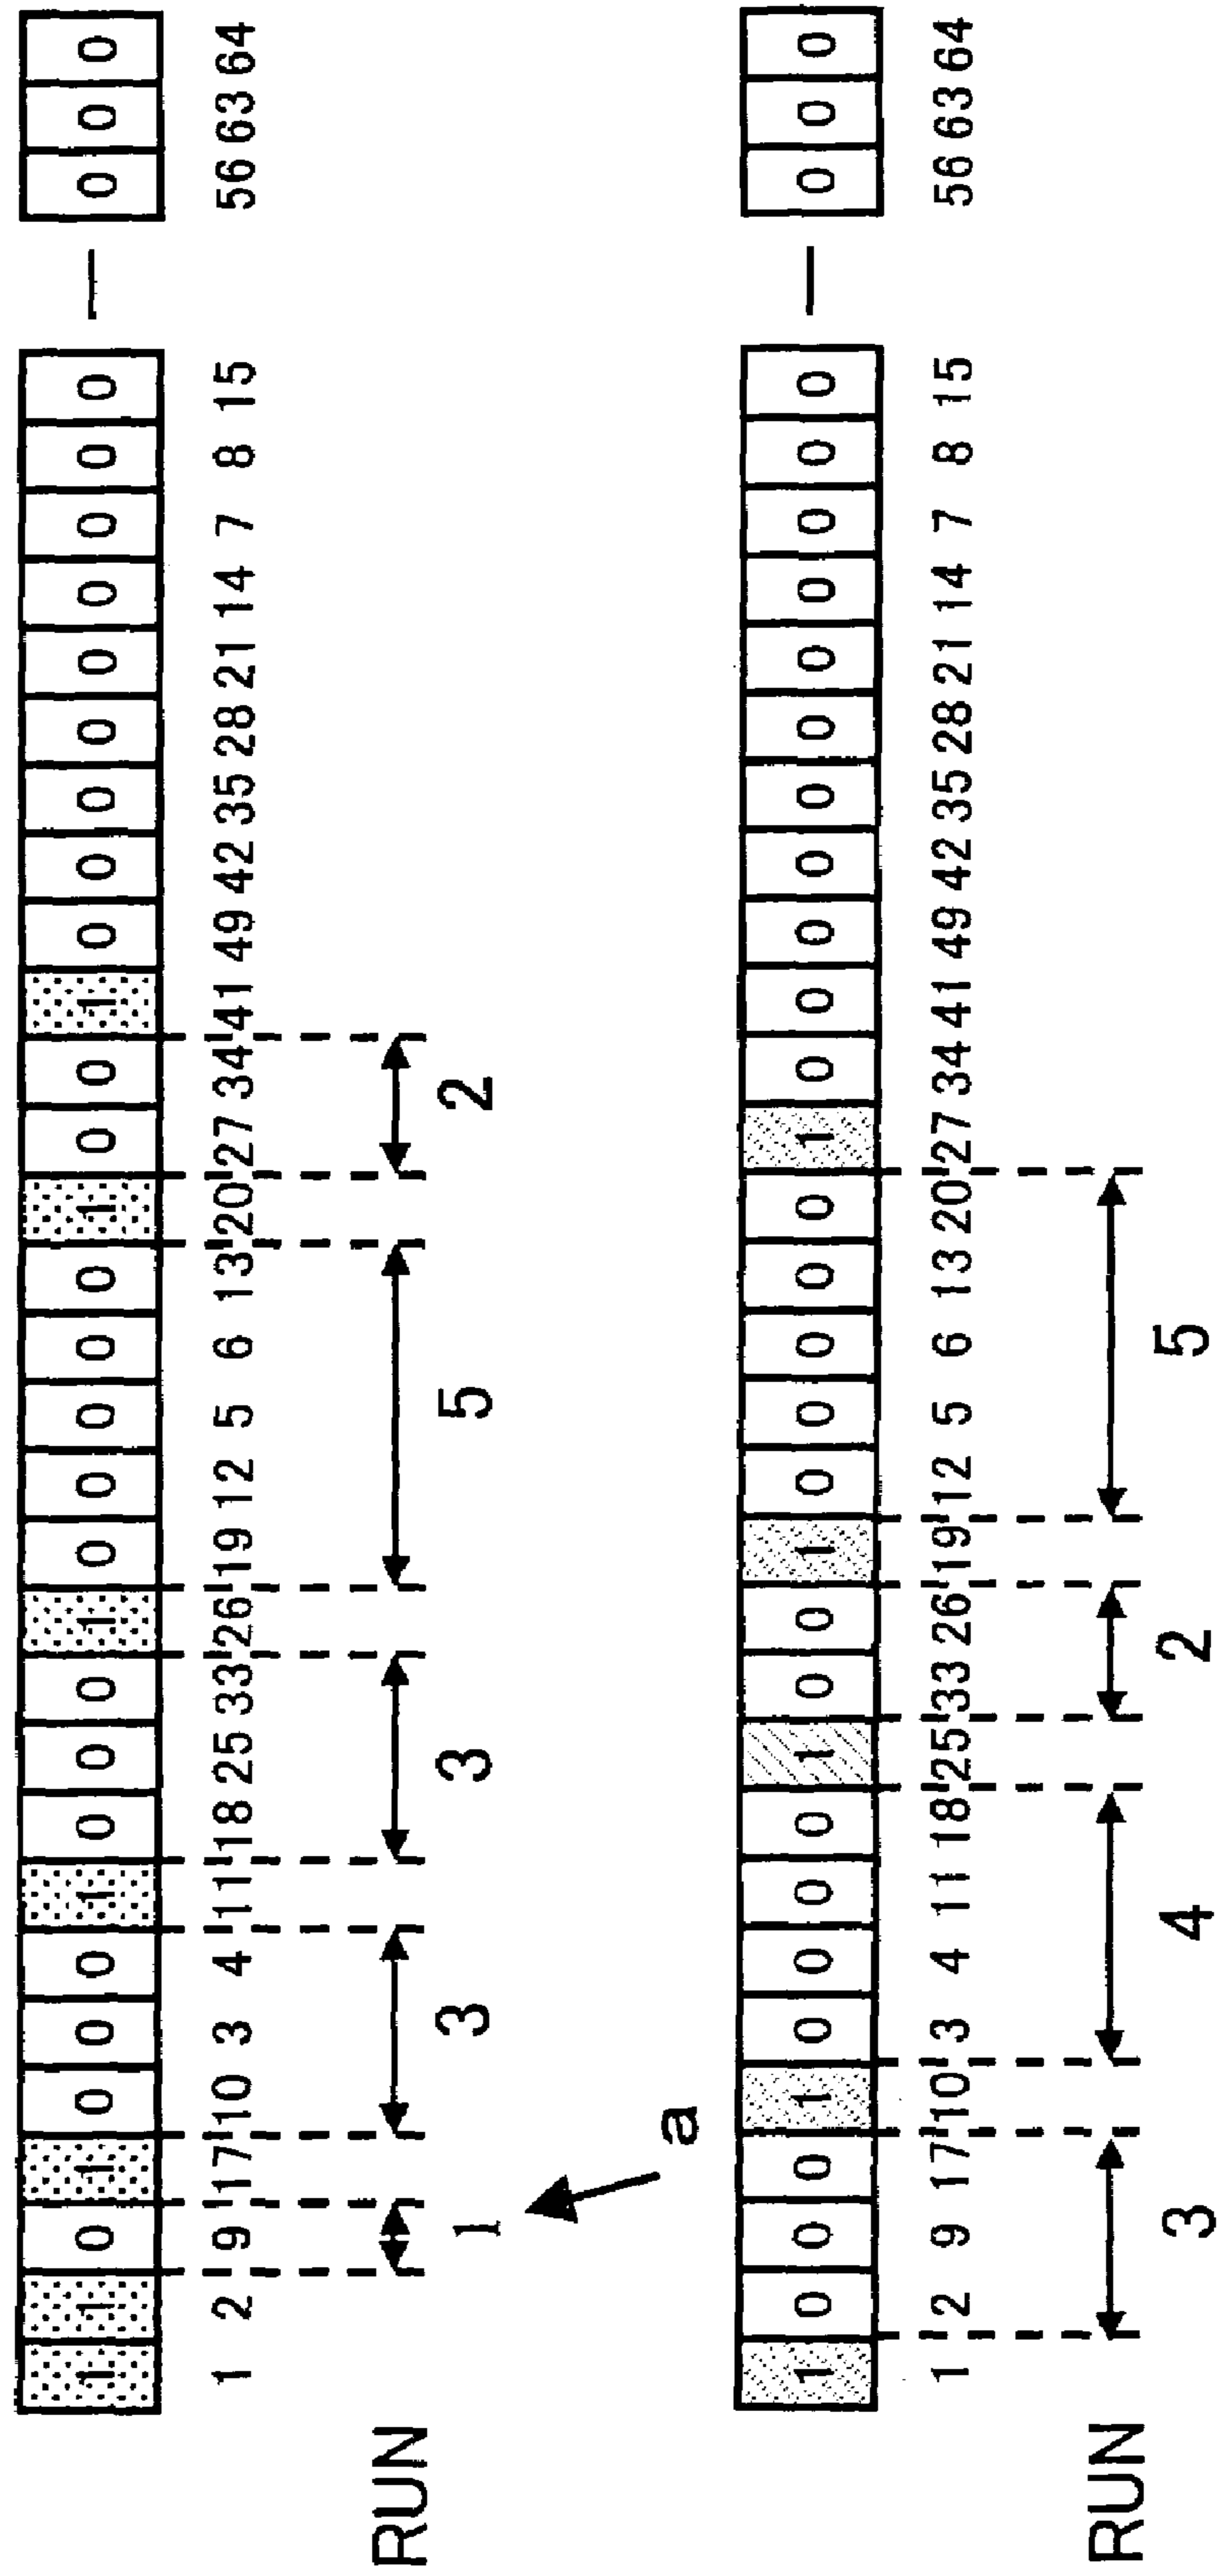 1 1 0 1 0 0 0 1 0 0 0 1 0 0 0 0 0 1 0 0 1 0 0 0 0 0 0 0 0 0 — 0 0 0
1 2 9 17 10 3 4 11 18 25 33 26 19 12 5 6 13 20 27 34 41 49 42 35 28 21 14 7 8 15 56 63 64
RUN
1 3 3 5 2
a
1 0 0 0 1 0 0 0 0 1 0 0 1 0 0 0 0 0 1 0 0 0 0 0 0 0 0 0 0 0 — 0 0 0
1 2 9 17 10 3 4 11 18 25 33 26 19 12 5 6 13 20 27 34 41 49 42 35 28 21 14 7 8 15 56 63 64
RUN
3 4 2 5